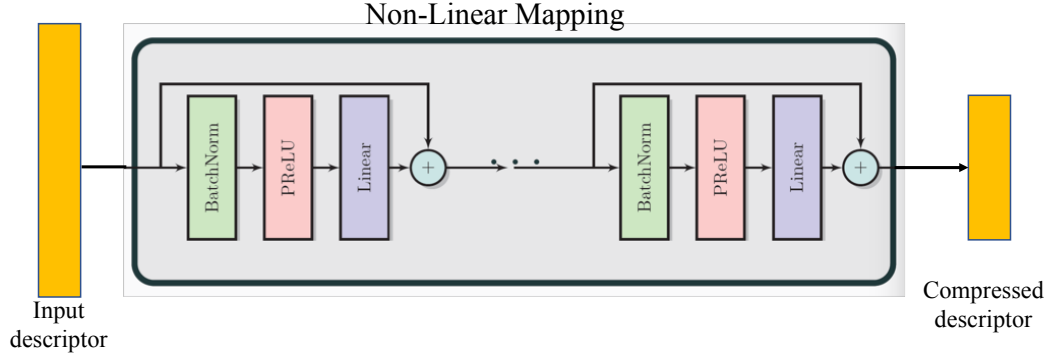 Non-Linear Mapping
BatchNorm
PReLU
Linear
+
. . .
BatchNorm
PReLU
Linear
+
Input
descriptor
Compressed
descriptor